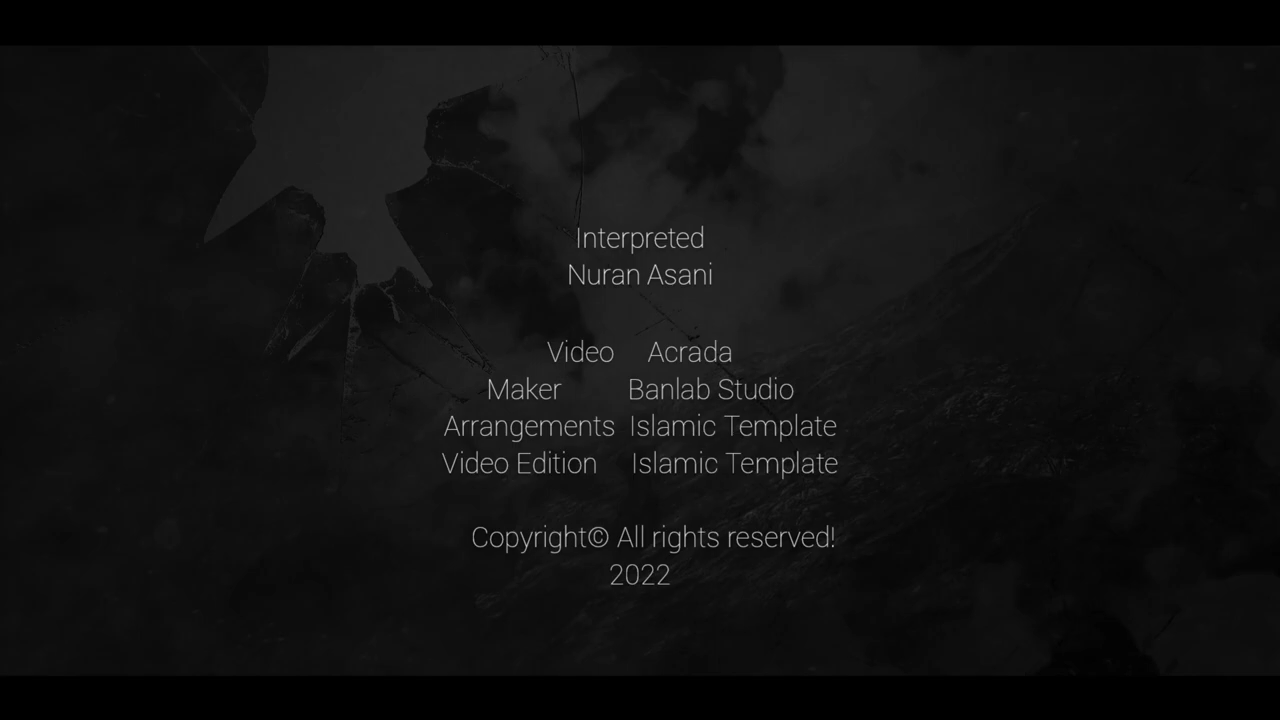 Interpreted
Nuran Asani
Video Acrada
Maker Banlab Studio
Arrangements Islamic Template
Video Edition Islamic Template
Copyright© All rights reserved!
2022